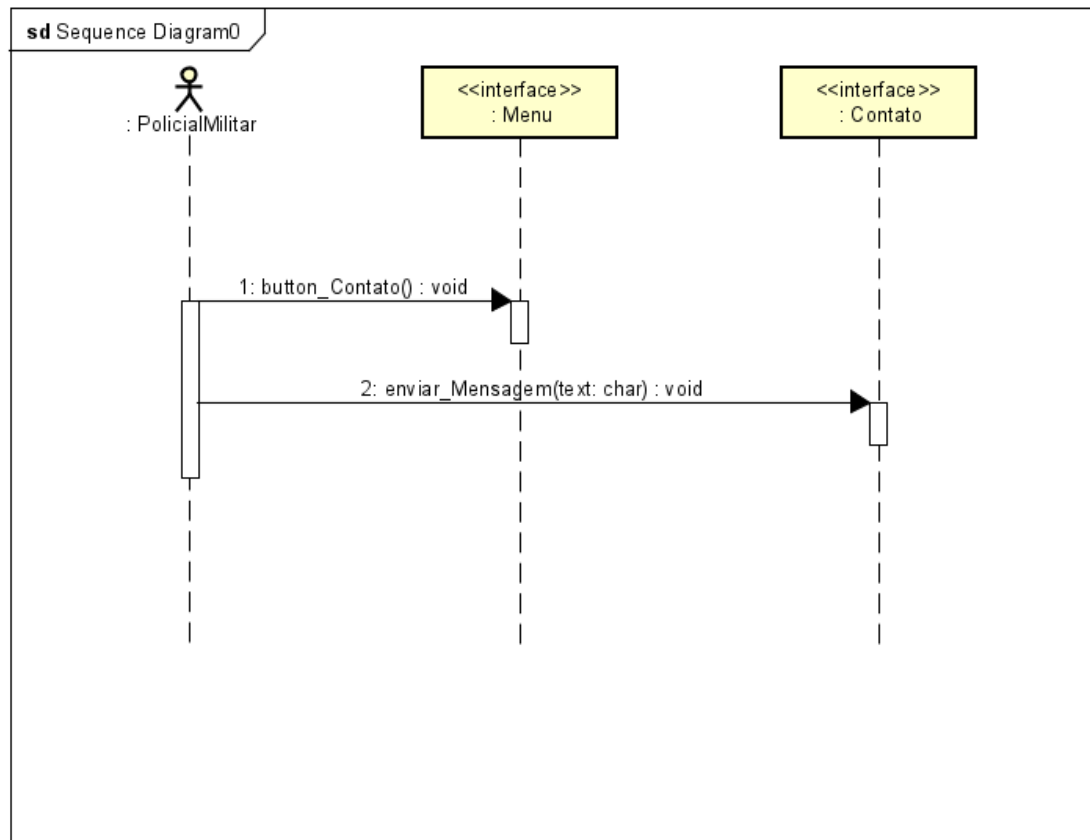 sd Sequence Diagram0
: PolicialMilitar
<<interface>>
: Menu
<<interface>>
: Contato
1: button_Contato() : void
2: enviar_Mensagem(text: char) : void